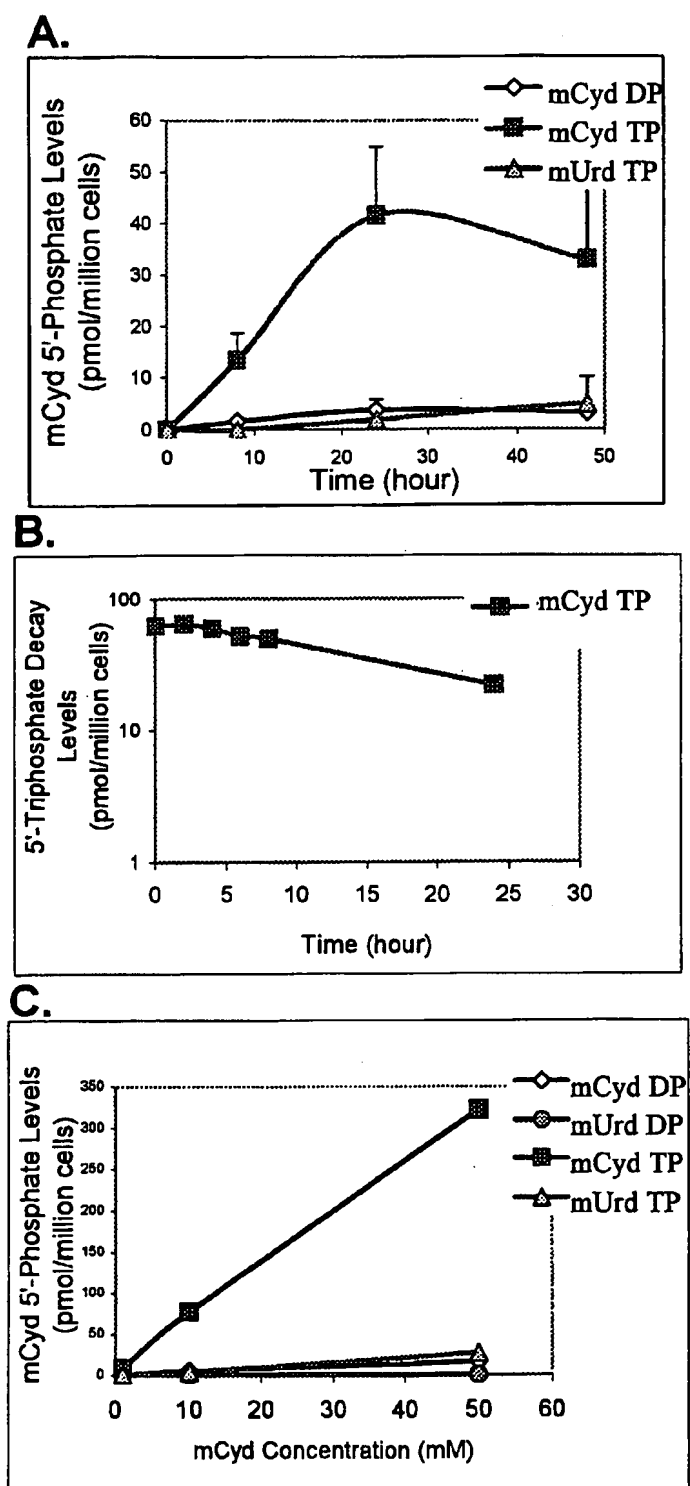 A.
mCyd DP
mCyd TP
mUrd TP
mCyd 5'-Phosphate Levels
(pmol/million cells)
60
50
40
30
20
10
0
0 10 20 30 40 50
Time (hour)
B.
mCyd TP
5'-Triphosphate Decay
Levels
(pmol/million cells)
100
10
1
0 5 10 15 20 25 30
Time (hour)
C.
mCyd DP
mUrd DP
mCyd TP
mUrd TP
mCyd 5'-Phosphate Levels
(pmol/million cells)
350
300
250
200
150
100
50
0
0 10 20 30 40 50 60
mCyd Concentration (mM)